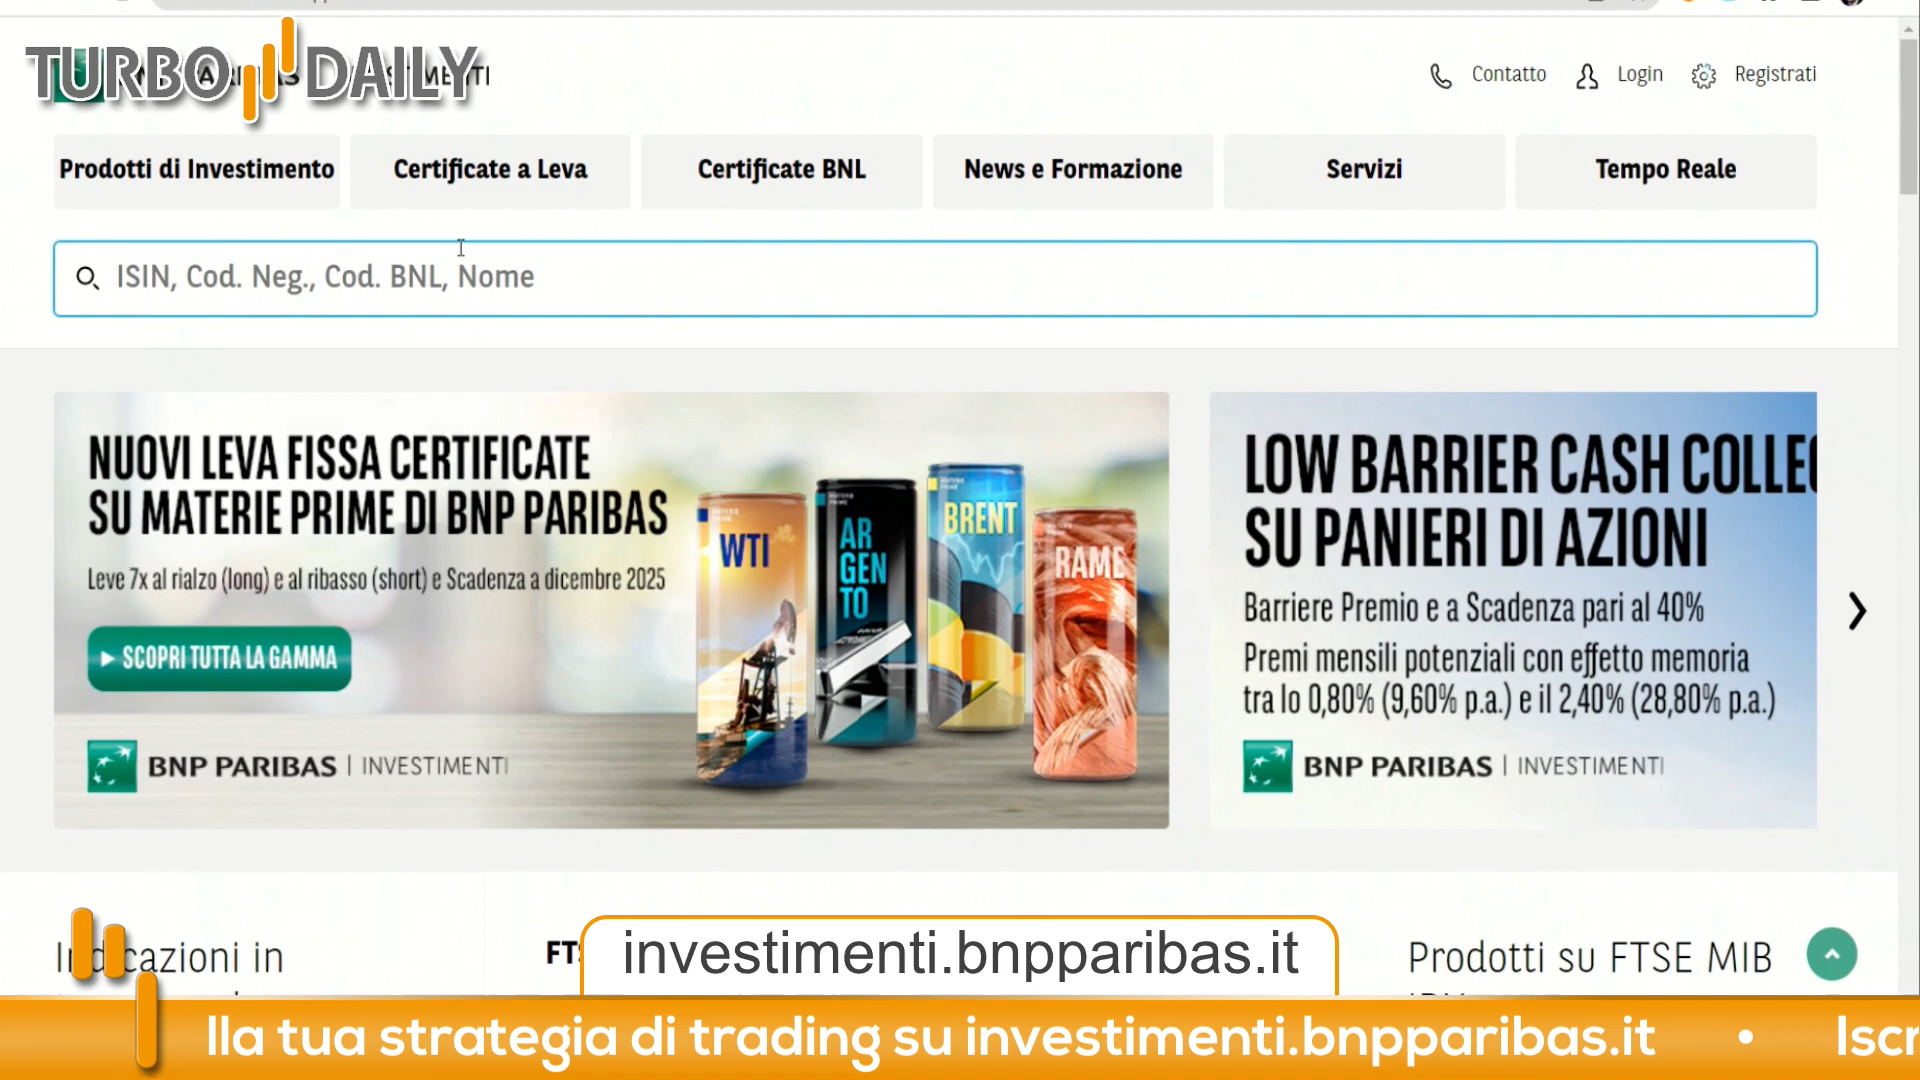 TURBO DAILY
Contatto
Login
Registrati
Prodotti di Investimento
Certificate a Leva
Certificate BNL
News e Formazione
Servizi
Tempo Reale
ISIN, Cod. Neg., Cod. BNL, Nome
NUOVI LEVA FISSA CERTIFICATE
SU MATERIE PRIME DI BNP PARIBAS
Leve 7x al rialzo (long) e al ribasso (short) e Scadenza a dicembre 2025
SCOPRI TUTTA LA GAMMA
BNP PARIBAS | INVESTIMENTI
WTI
AR
GEN
TO
BRENT
RAME
LOW BARRIER CASH COLLEC
SU PANIERI DI AZIONI
Barriere Premio e a Scadenza pari al 40%
Premi mensili potenziali con effetto memoria
tra lo 0,80% (9,60% p.a.) e il 2,40% (28,80% p.a.)
BNP PARIBAS | INVESTIMENTI
Indicazioni in
FTS
investimenti.bnpparibas.it
Prodotti su FTSE MIB
lla tua strategia di trading su investimenti.bnpparibas.it • Iscr